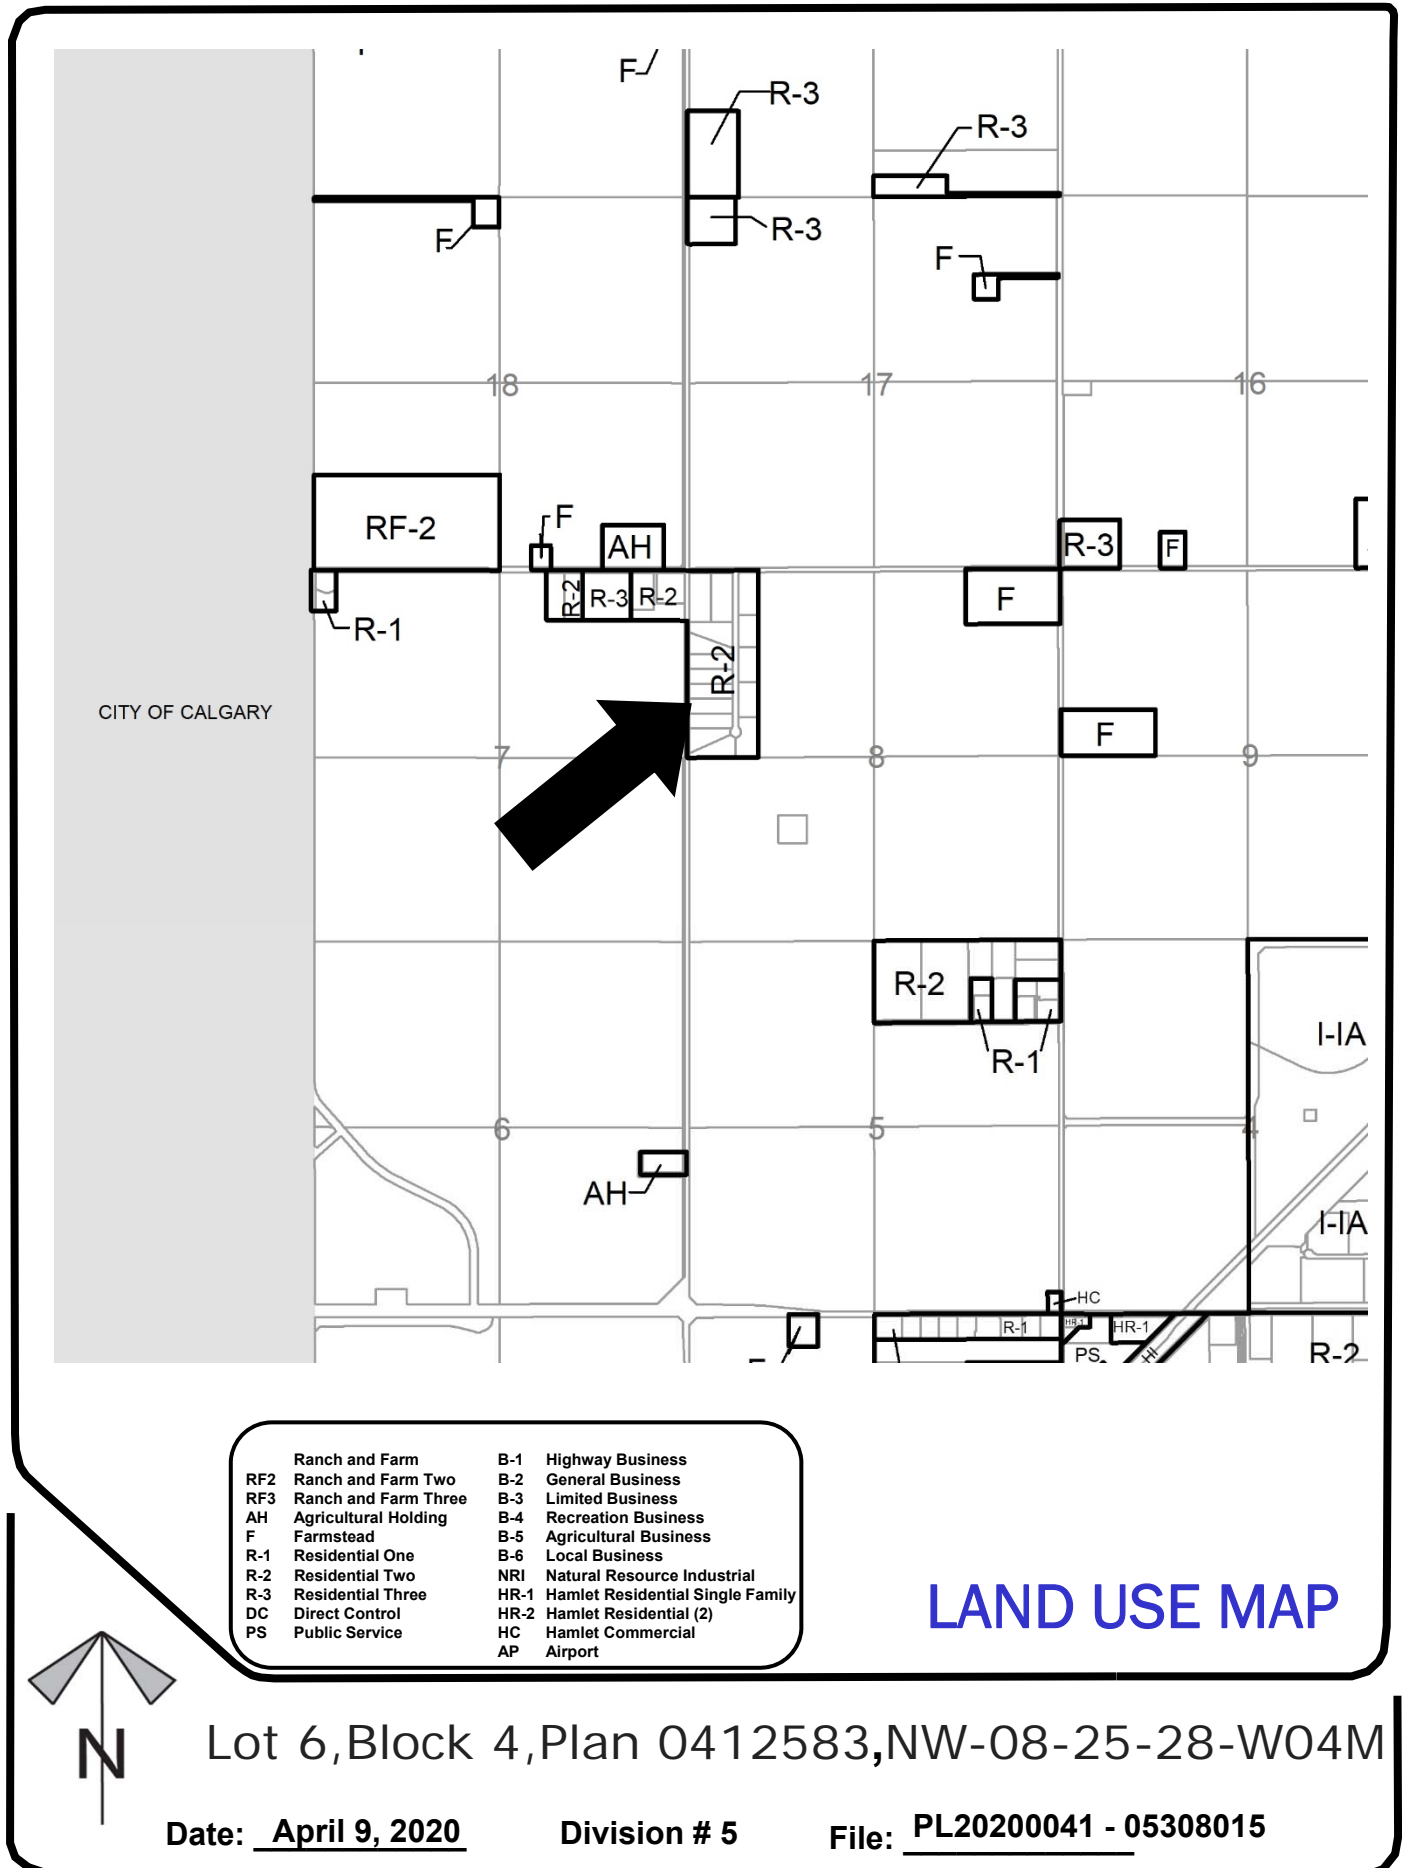 F
R-3
R-3
F
R-3
F
18
17
16
RF-2
F
AH
R-3
F
R-2
R-3
R-2
F
R-1
R-2
CITY OF CALGARY
F
7
8
9
R-2
I-IA
R-1
6
5
4
AH
I-IA
HC
R-1
HR-1
HR-1
PS
HI
R-2
Ranch and Farm
RF2 Ranch and Farm Two
RF3 Ranch and Farm Three
AH Agricultural Holding
F Farmstead
R-1 Residential One
R-2 Residential Two
R-3 Residential Three
DC Direct Control
PS Public Service
B-1 Highway Business
B-2 General Business
B-3 Limited Business
B-4 Recreation Business
B-5 Agricultural Business
B-6 Local Business
NRI Natural Resource Industrial
HR-1 Hamlet Residential Single Family
HR-2 Hamlet Residential (2)
HC Hamlet Commercial
AP Airport
LAND USE MAP
N
Lot 6,Block 4,Plan 0412583,NW-08-25-28-W04M
Date: April 9, 2020 Division # 5 File: PL20200041 - 05308015